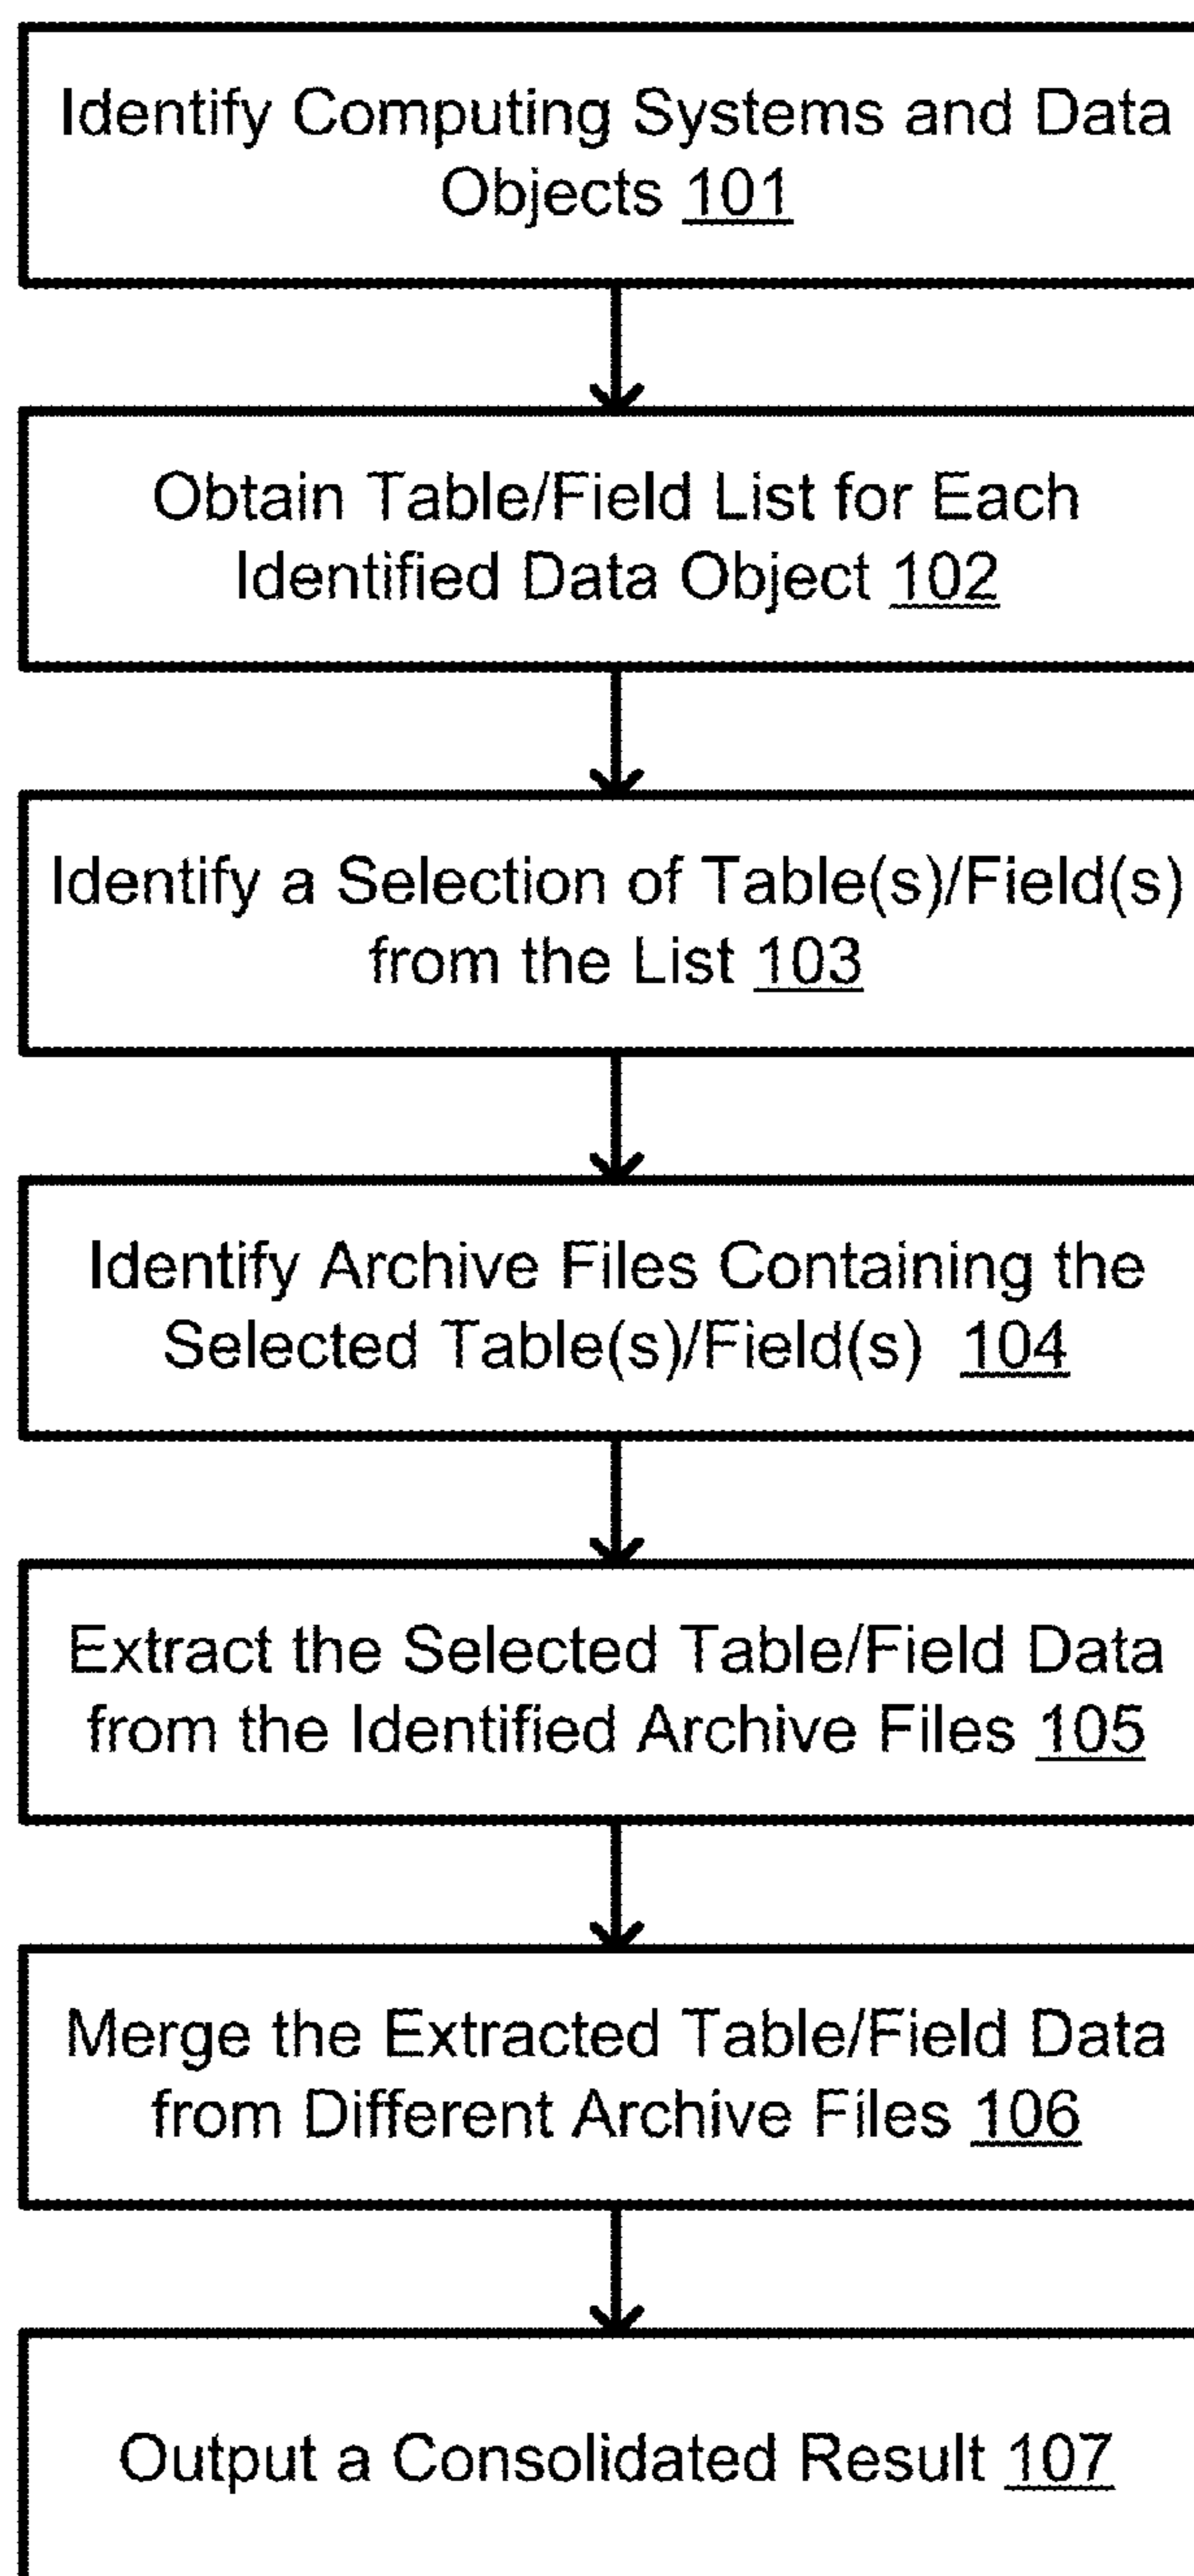 Identify Computing Systems and Data
Objects 101
Obtain Table/Field List for Each
Identified Data Object 102
Identify a Selection of Table(s)/Field(s)
from the List 103
Identify Archive Files Containing the
Selected Table(s)/Field(s) 104
Extract the Selected Table/Field Data
from the Identified Archive Files 105
Merge the Extracted Table/Field Data
from Different Archive Files 106
Output a Consolidated Result 107